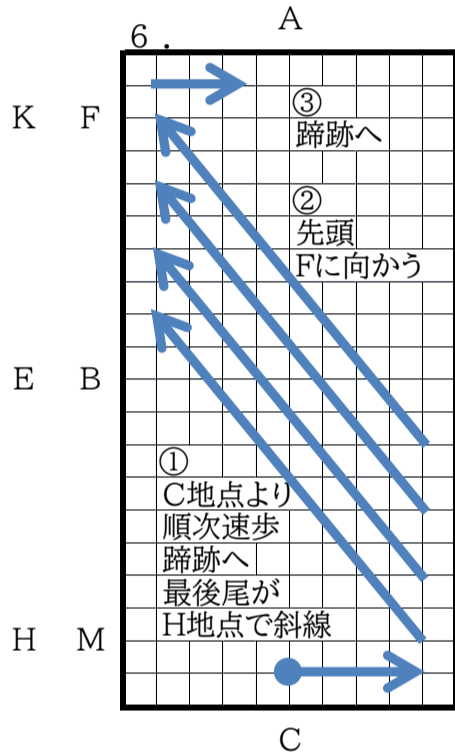 A
6.
③
K F
蹄跡へ
②
先頭
Fに向かう
E B
①
C地点より
順次速歩
蹄跡へ
最後尾が
H地点で斜線
H M
C